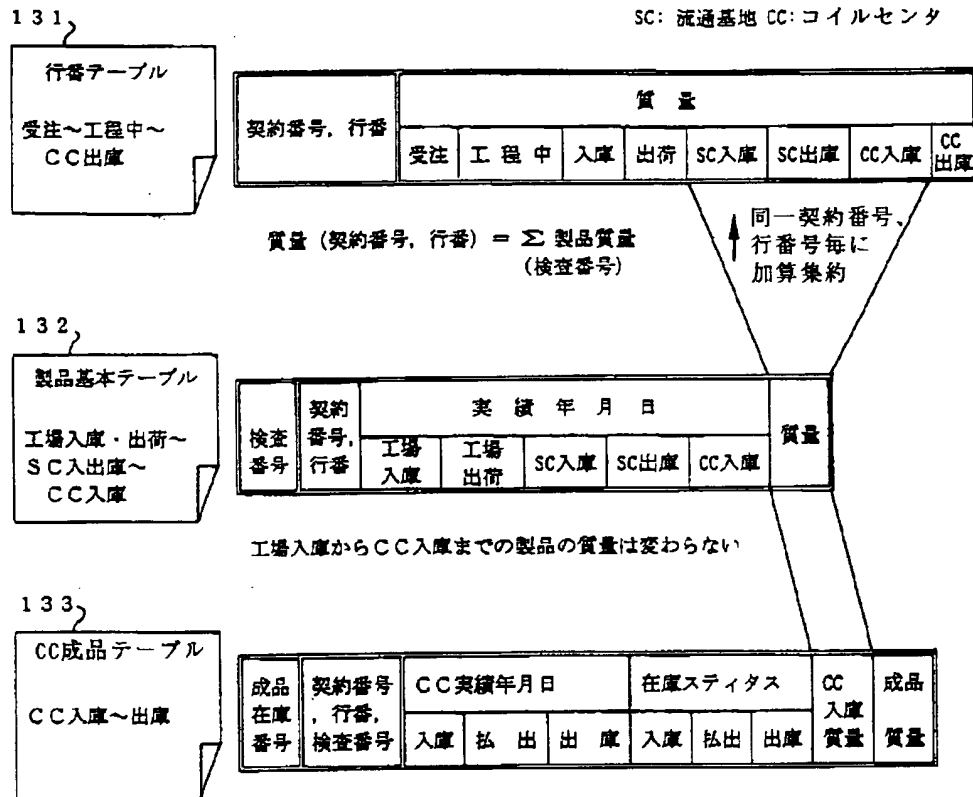 131
SC: 流通基地 CC: コイルセンタ
行番テーブル
受注～工程中～
CC出庫
契約番号, 行番
質量
受注 工程中 入庫 出荷 SC入庫 SC出庫 CC入庫 CC
出庫
質量 (契約番号, 行番) = Σ 製品質量
(検査番号)
同一契約番号、
行番号毎に
加算集約
132
製品基本テーブル
工場入庫・出荷～
SC入出庫～
CC入庫
検査
番号
契約
番号,
行番
実績年月日
工場
入庫
工場
出荷
SC入庫 SC出庫 CC入庫
質量
工場入庫からCC入庫までの製品の質量は変わらない
133
CC成品テーブル
CC入庫～出庫
成品
在庫
番号
契約番号
, 行番,
検査番号
CC実績年月日
入庫 払出 出庫
在庫スティタス
入庫 払出 出庫
CC
入庫
質量
成品
質量